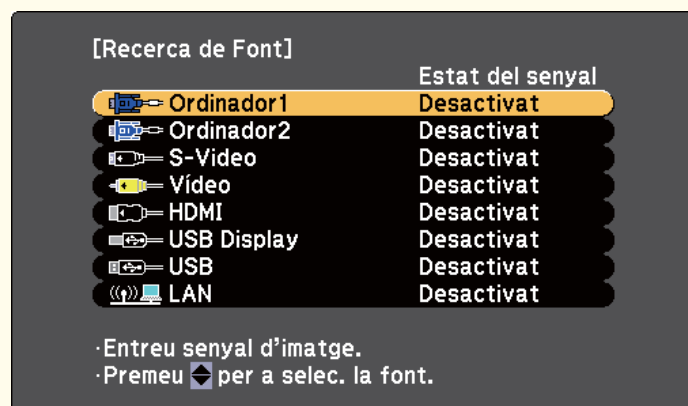 [Recerca de Font]
Estat del senyal
Ordinador1 Desactivat
Ordinador2 Desactivat
S-Video Desactivat
Vídeo Desactivat
HDMI Desactivat
USB Display Desactivat
USB Desactivat
LAN Desactivat
·Entreu senyal d'imatge.
·Premeu per a selec. la font.